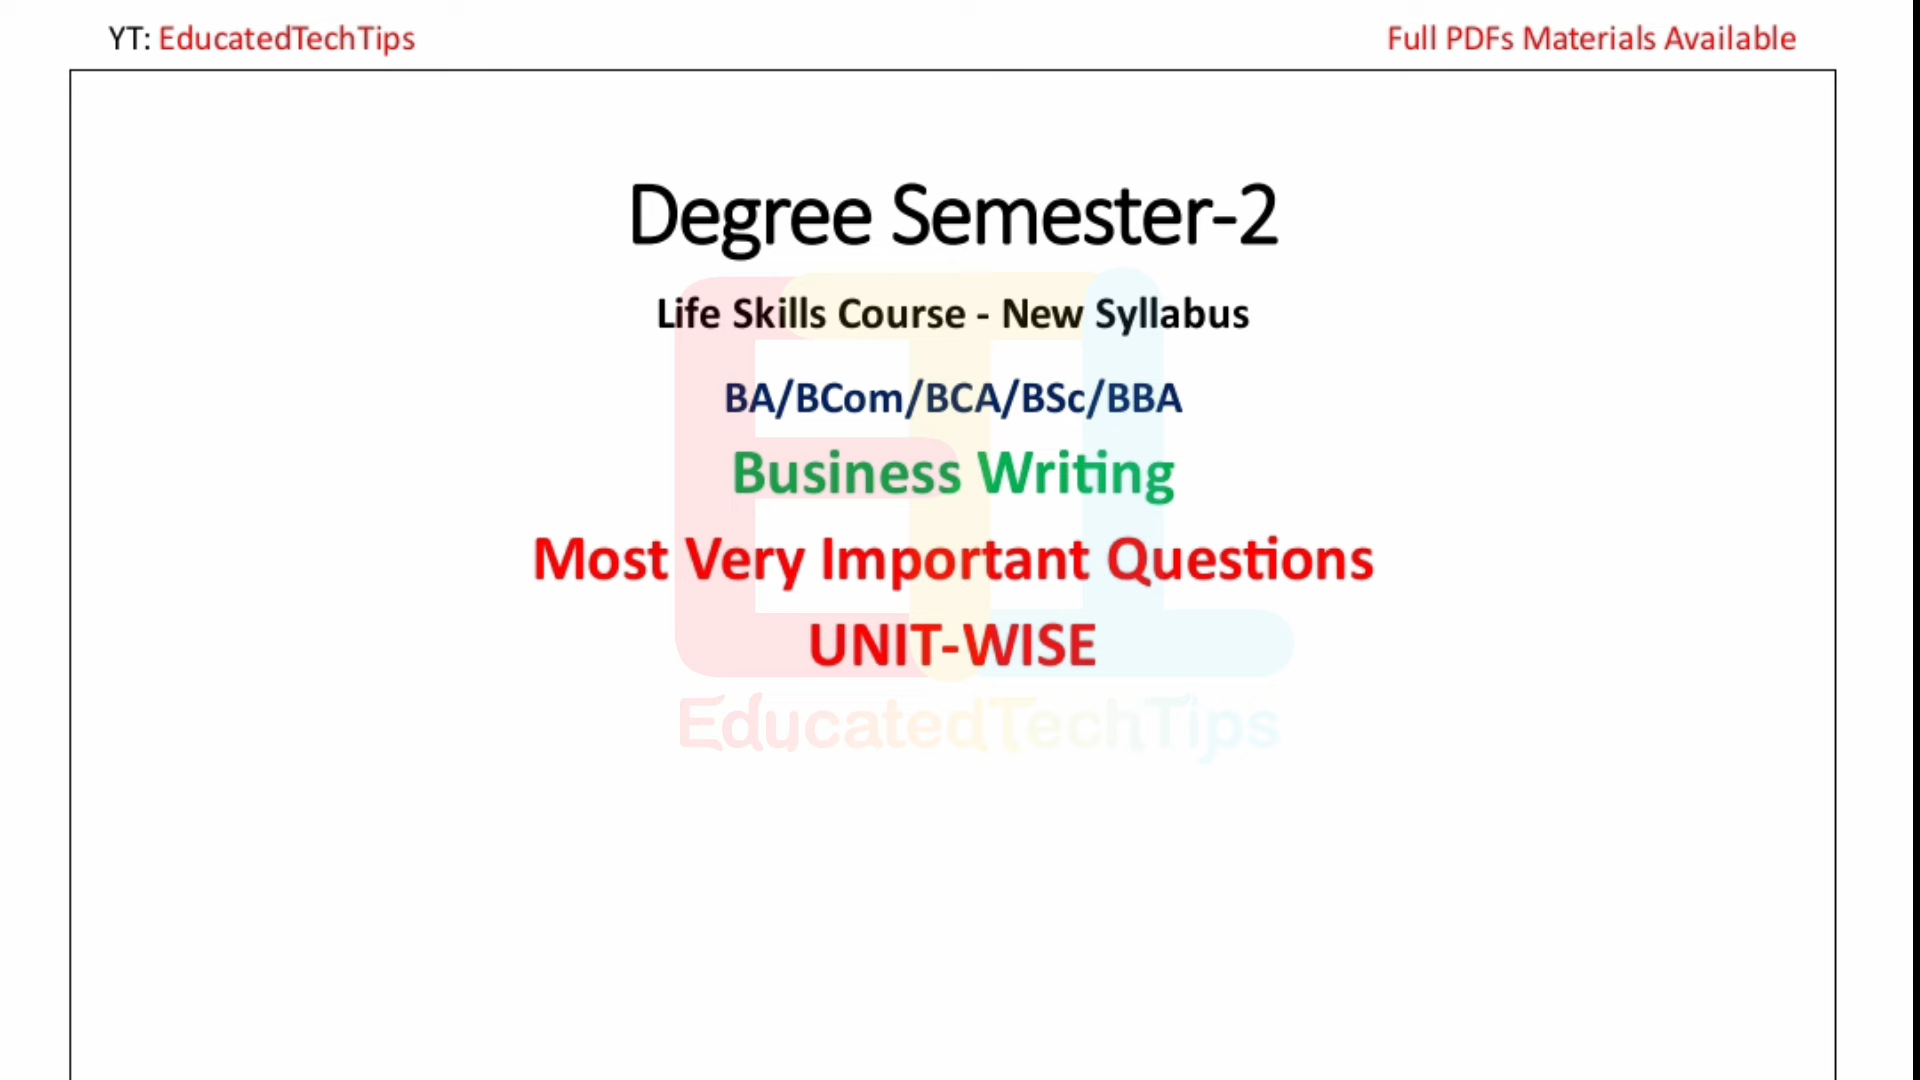 YT: EducatedTechTips
Full PDFs Materials Available
Degree Semester-2
Life Skills Course - New Syllabus
BA/BCom/BCA/BSc/BBA
Business Writing
Most Very Important Questions
UNIT-WISE
ETL
EducatedTechTips